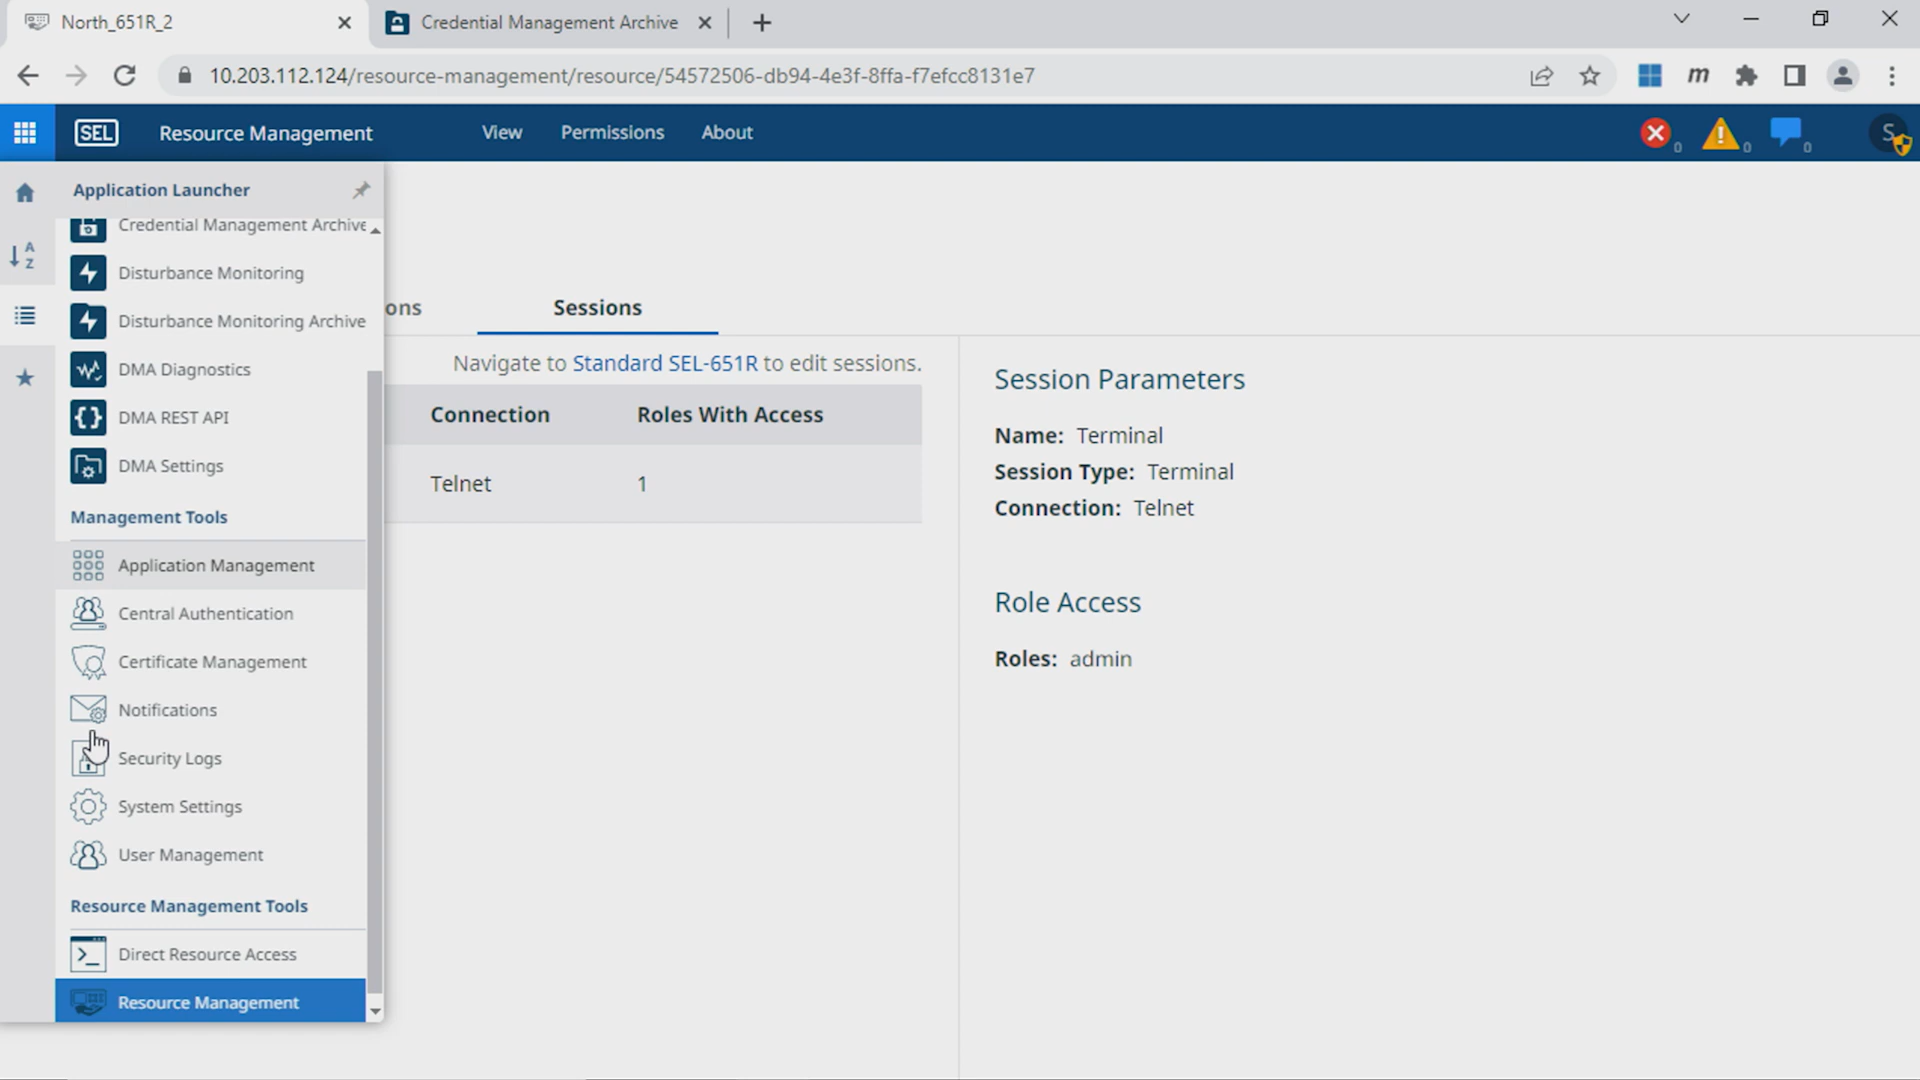 North_651R_2
Credential Management Archive
10.203.112.124/resource-management/resource/54572506-db94-4e3f-8ffa-f7efcc8131e7
m
SEL
Resource Management
View
Permissions
About
0
0
0
S
Application Launcher
A
Z
Credential Management Archive
Disturbance Monitoring
Disturbance Monitoring Archive
DMA Diagnostics
DMA REST API
DMA Settings
Management Tools
Application Management
Central Authentication
Certificate Management
Notifications
Security Logs
System Settings
User Management
Resource Management Tools
Direct Resource Access
Resource Management
ons
Sessions
Navigate to Standard SEL-651R to edit sessions.
Connection Roles With Access
Telnet 1
Session Parameters
Name: Terminal
Session Type: Terminal
Connection: Telnet
Role Access
Roles: admin